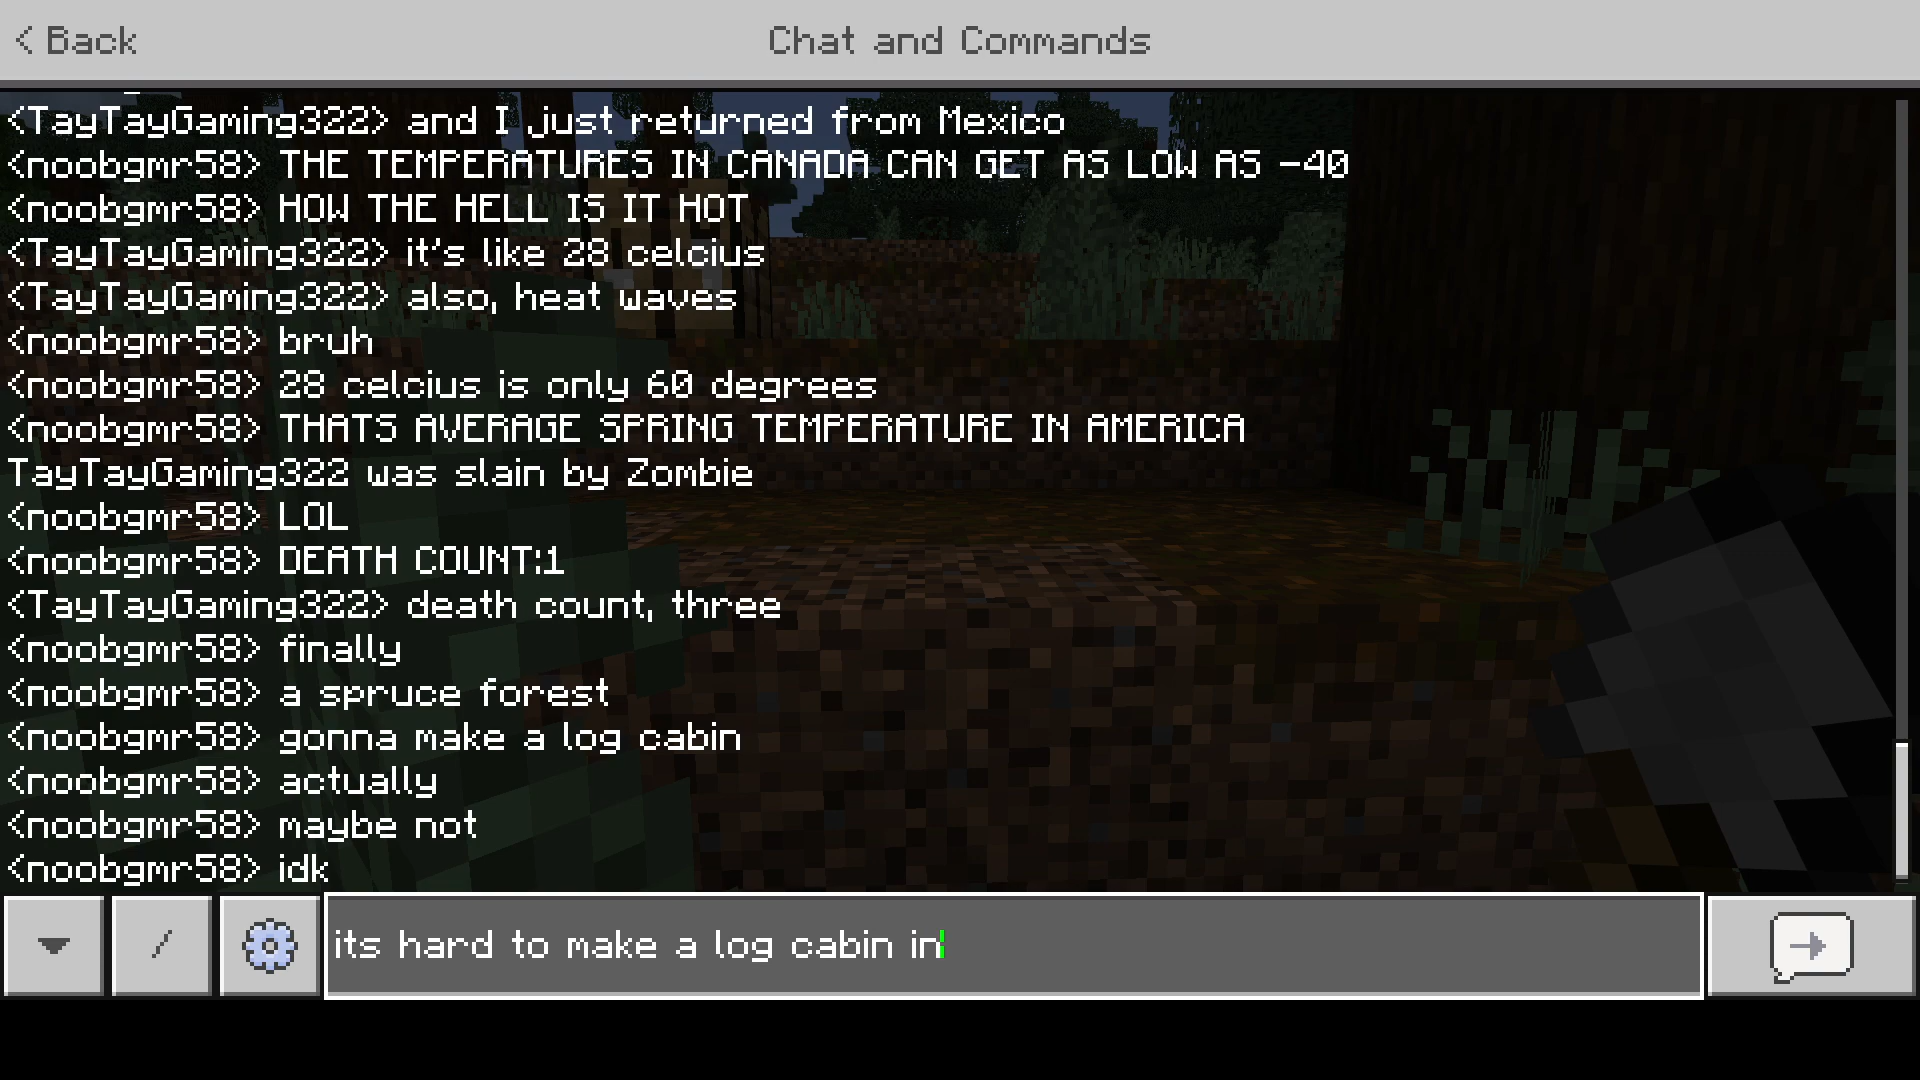 < Back
Chat and Commands
<TayTayGaming322> and I just returned from Mexico
<noobgmr58> THE TEMPERATURES IN CANADA CAN GET AS LOW AS -40
<noobgmr58> HOW THE HELL IS IT HOT
<TayTayGaming322> it's like 28 celcius
<TayTayGaming322> also, heat waves
<noobgmr58> bruh
<noobgmr58> 28 celcius is only 60 degrees
<noobgmr58> THATS AVERAGE SPRING TEMPERATURE IN AMERICA
TayTayGaming322 was slain by Zombie
<noobgmr58> LOL
<noobgmr58> DEATH COUNT:1
<TayTayGaming322> death count, three
<noobgmr58> finally
<noobgmr58> a spruce forest
<noobgmr58> gonna make a log cabin
<noobgmr58> actually
<noobgmr58> maybe not
<noobgmr58> idk
/
its hard to make a log cabin in